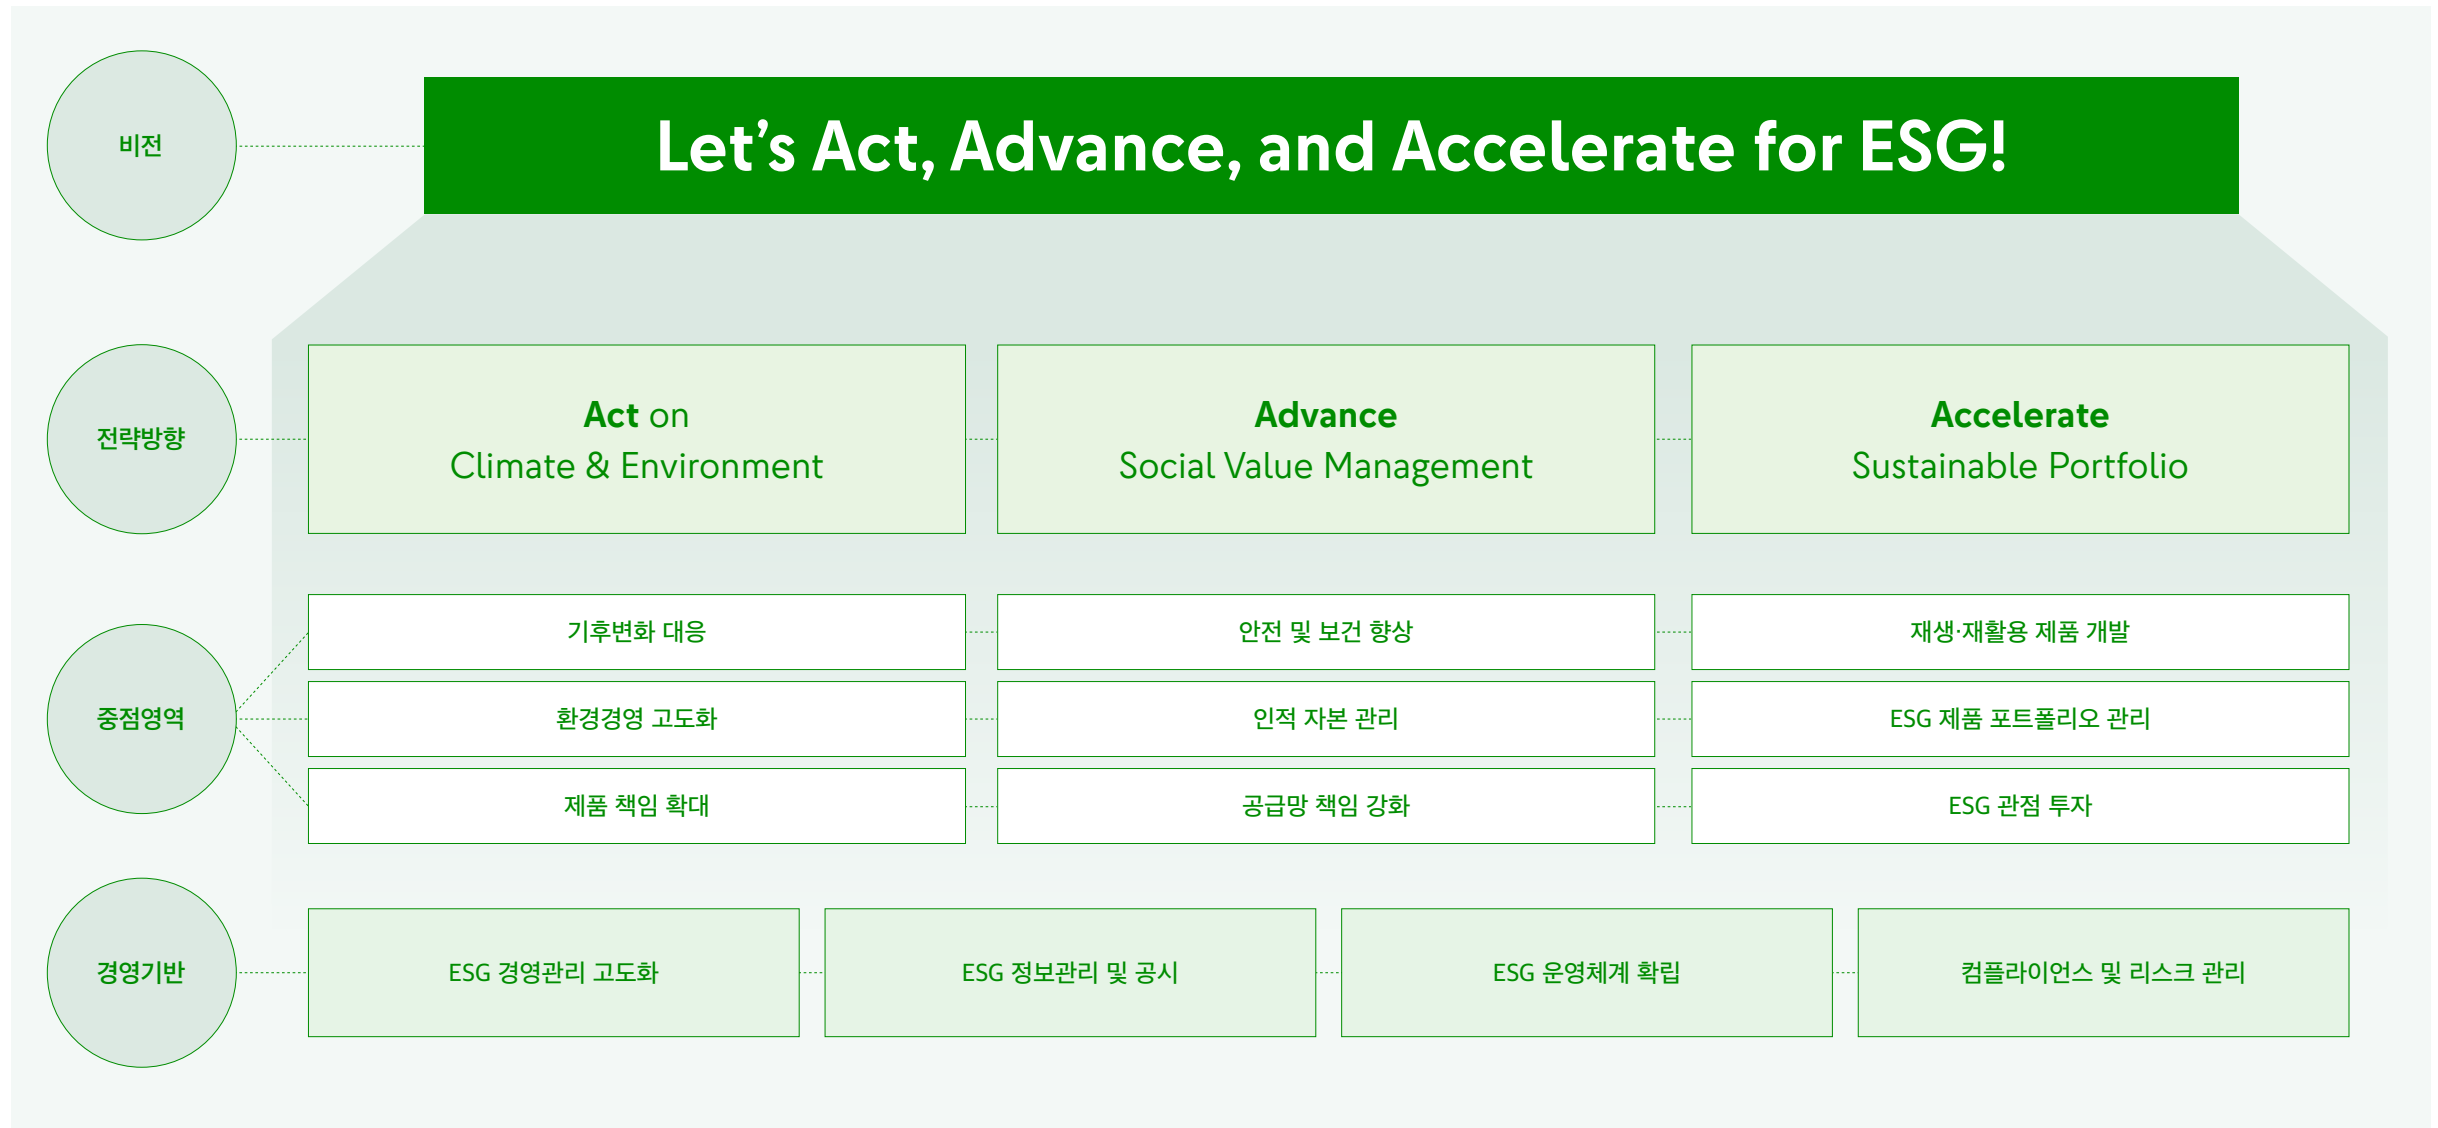 비전
Let’s Act, Advance, and Accelerate for ESG!
전략방향
Act on
Climate & Environment
Advance
Social Value Management
Accelerate
Sustainable Portfolio
중점영역
기후변화 대응
안전 및 보건 향상
재생·재활용 제품 개발
환경경영 고도화
인적 자본 관리
ESG 제품 포트폴리오 관리
제품 책임 확대
공급망 책임 강화
ESG 관점 투자
경영기반
ESG 경영관리 고도화
ESG 정보관리 및 공시
ESG 운영체계 확립
컴플라이언스 및 리스크 관리